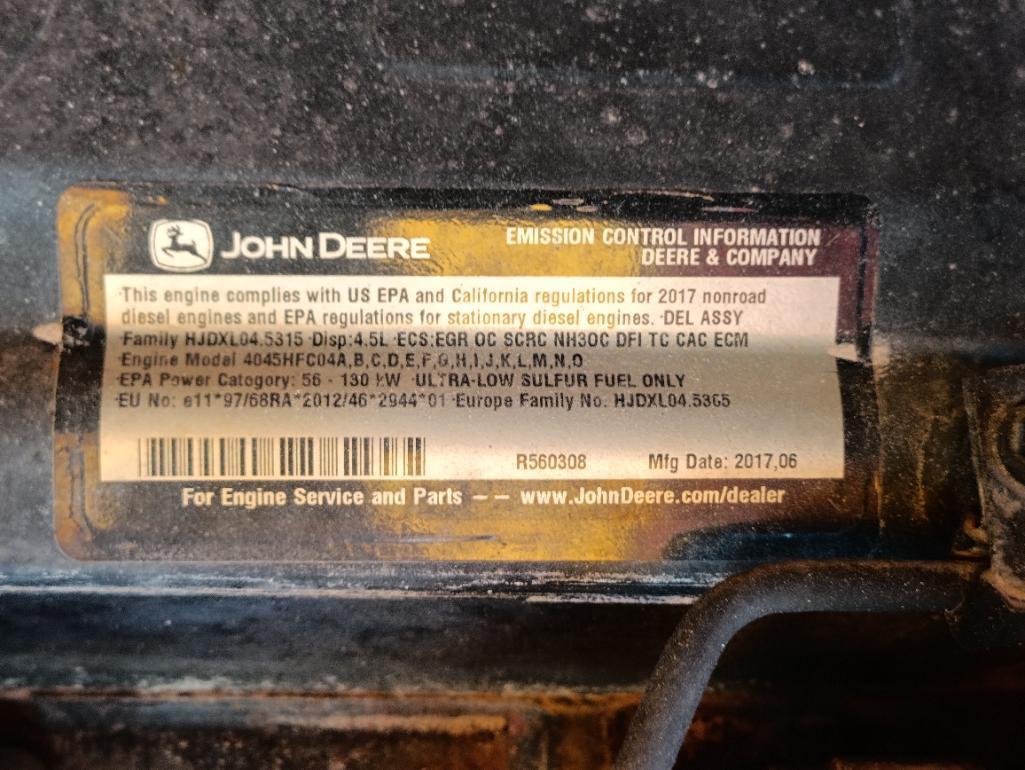 JOHN DEERE
EMISSION CONTROL INFORMATION
DEERE & COMPANY
This engine complies with US EPA and California regulations for 2017 nonroad
diesel engines and EPA regulations for stationary diesel engines. DEL ASSY
Family HJDXL04.5315 Disp:4.5L ECS:EGR OC SCRC NH3OC DFI TC CAC ECM
Engine Model 4045HFC04A,B,C,D,E,F,G,H,I,J,K,L,M,N,O
EPA Power Category: 56 - 130 kW ULTRA-LOW SULFUR FUEL ONLY
EU No: e11*97/68RA*2012/46*2944*01 Europe Family No. HJDXL04.5305
R560308 Mfg Date: 2017,06
For Engine Service and Parts - - www.JohnDeere.com/dealer